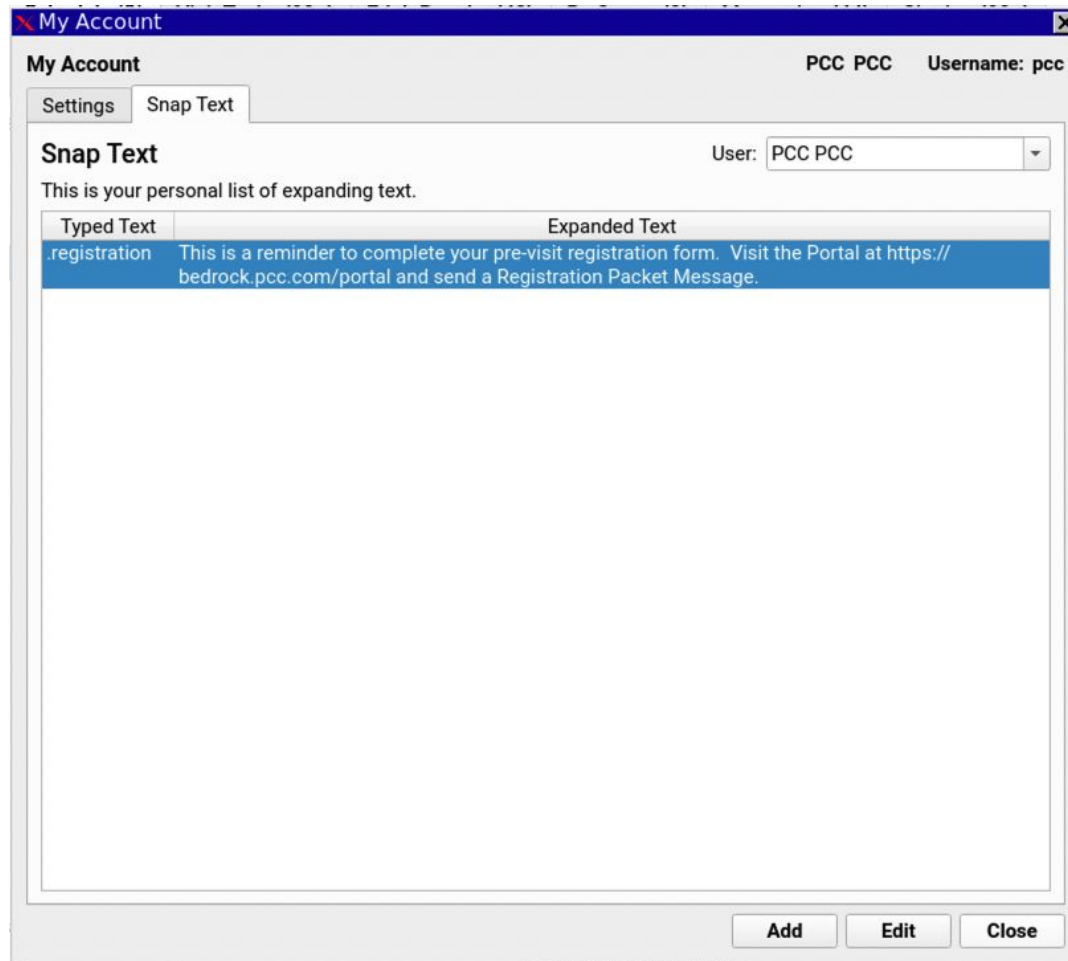 My Account
My Account PCC PCC Username: pcc
Settings Snap Text
Snap Text User: PCC PCC
This is your personal list of expanding text.
Typed Text Expanded Text
.registration This is a reminder to complete your pre-visit registration form.  Visit the Portal at https://
bedrock.pcc.com/portal and send a Registration Packet Message.
Add Edit Close